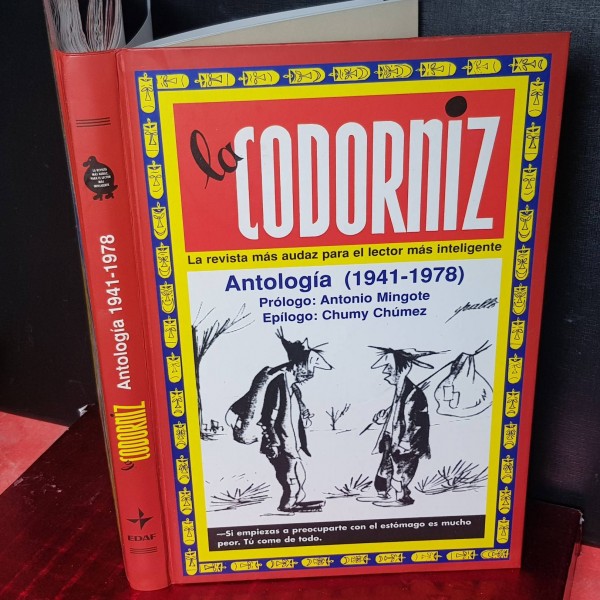 la CODORNIZ
La revista más audaz para el lector más inteligente
Antología (1941-1978)
Prólogo: Antonio Mingote
Epílogo: Chumy Chúmez
—Si empiezas a preocuparte con el estómago es mucho
peor. Tú come de todo.
la CODORNIZ Antología 1941-1978
EDAF